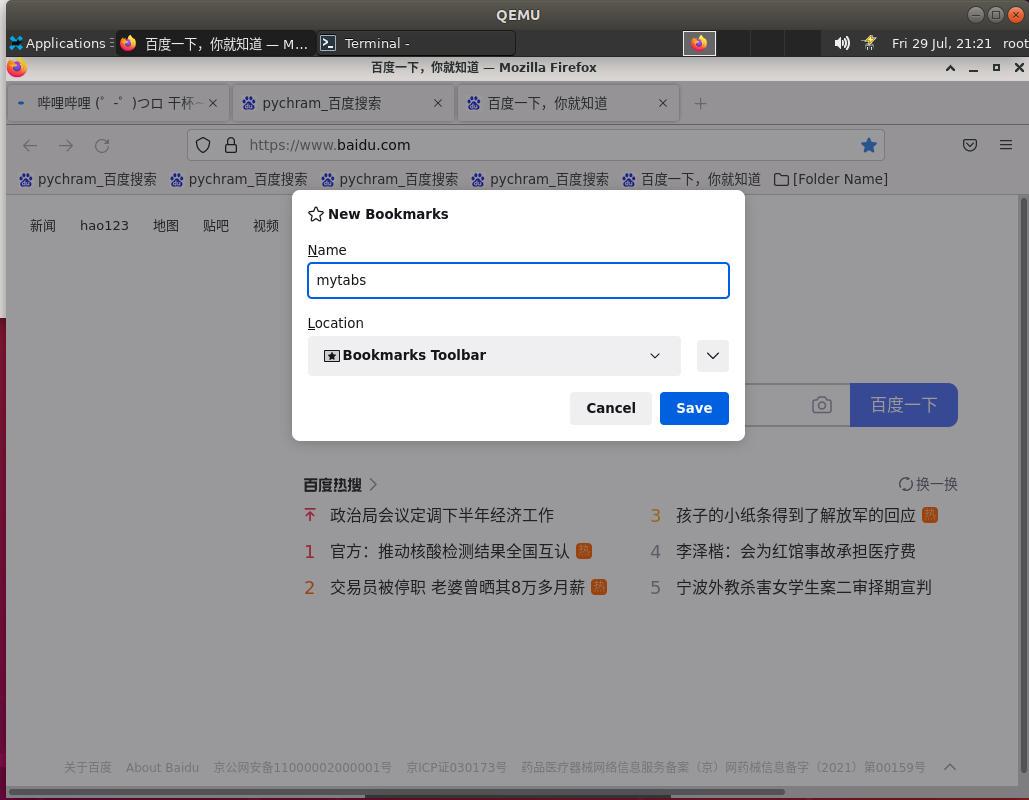 QEMU
Applications 百度一下，你就知道 — M... Terminal - Fri 29 Jul, 21:21 root
百度一下，你就知道 — Mozilla Firefox
哔哩哔哩 (゜-゜)つロ 干杯~ pychram_百度搜索 百度一下，你就知道
https://www.baidu.com
pychram_百度搜索 pychram_百度搜索 pychram_百度搜索 pychram_百度搜索 百度一下，你就知道 [Folder Name]
新闻 hao123 地图 贴吧 视频
New Bookmarks
Name
mytabs
Location
Bookmarks Toolbar
Cancel Save
百度一下
百度热搜 换一换
政治局会议定调下半年经济工作
1 官方：推动核酸检测结果全国互认 热
2 交易员被停职 老婆曾晒其8万多月薪 热
3 孩子的小纸条得到了解放军的回应 热
4 李泽楷：会为红馆事故承担医疗费
5 宁波外教杀害女学生案二审择期宣判
关于百度 About Baidu 京公网安备11000002000001号 京ICP证030173号 药品医疗器械网络信息服务备案（京）网药械信息备字（2021）第00159号